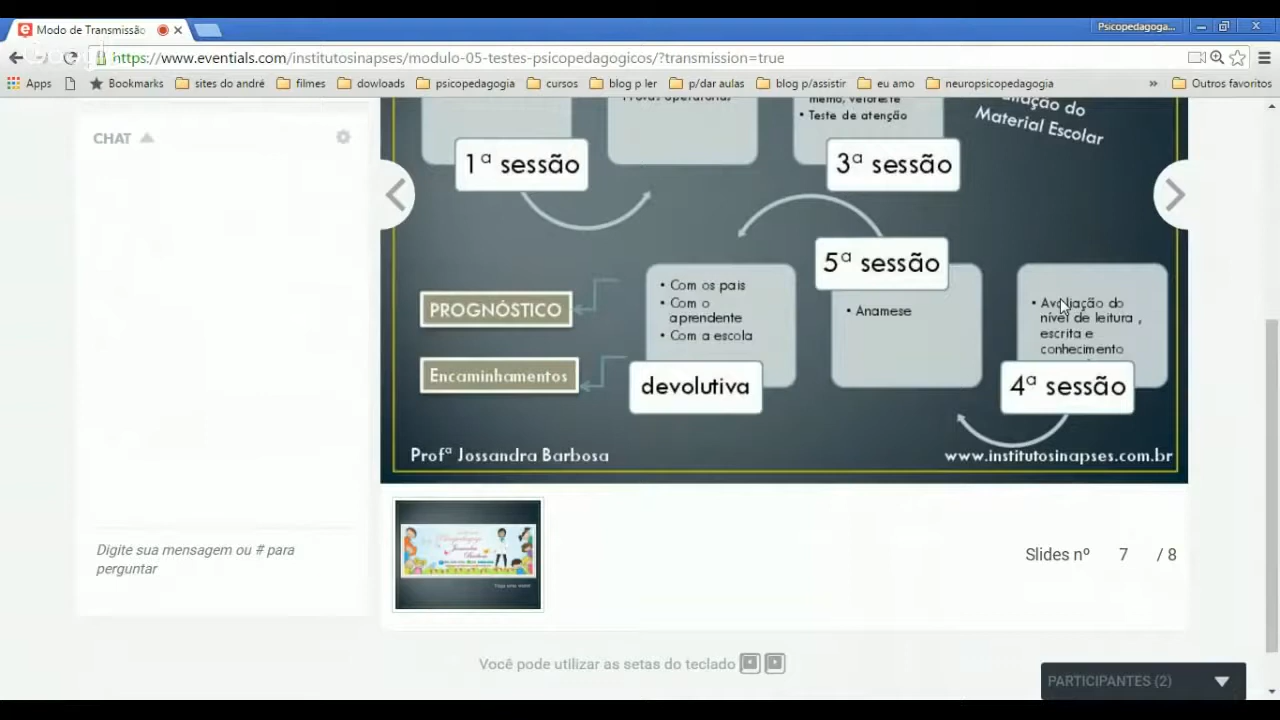 Modo de Transmissão
Psicopedagoga...
https://www.eventials.com/institutosinapses/modulo-05-testes-psicopedagogicos/?transmission=true
Apps
Bookmarks
sites do andré
filmes
dowloads
psicopedagogia
cursos
blog p ler
p/dar aulas
blog p/assistir
eu amo
neuropsicopedagogia
»
Outros favoritos
CHAT
• Teste de atenção
Material Escolar
1ª sessão
3ª sessão
5ª sessão
PROGNÓSTICO
• Com os pais
• Com o
aprendente
• Com a escola
• Anamese
• Avaliação do
nível de leitura ,
escrita e
conhecimento
Encaminhamentos
devolutiva
4ª sessão
Profª Jossandra Barbosa
www.institutosinapses.com.br
Digite sua mensagem ou # para
perguntar
Slides nº 7 / 8
Você pode utilizar as setas do teclado
PARTICIPANTES (2)